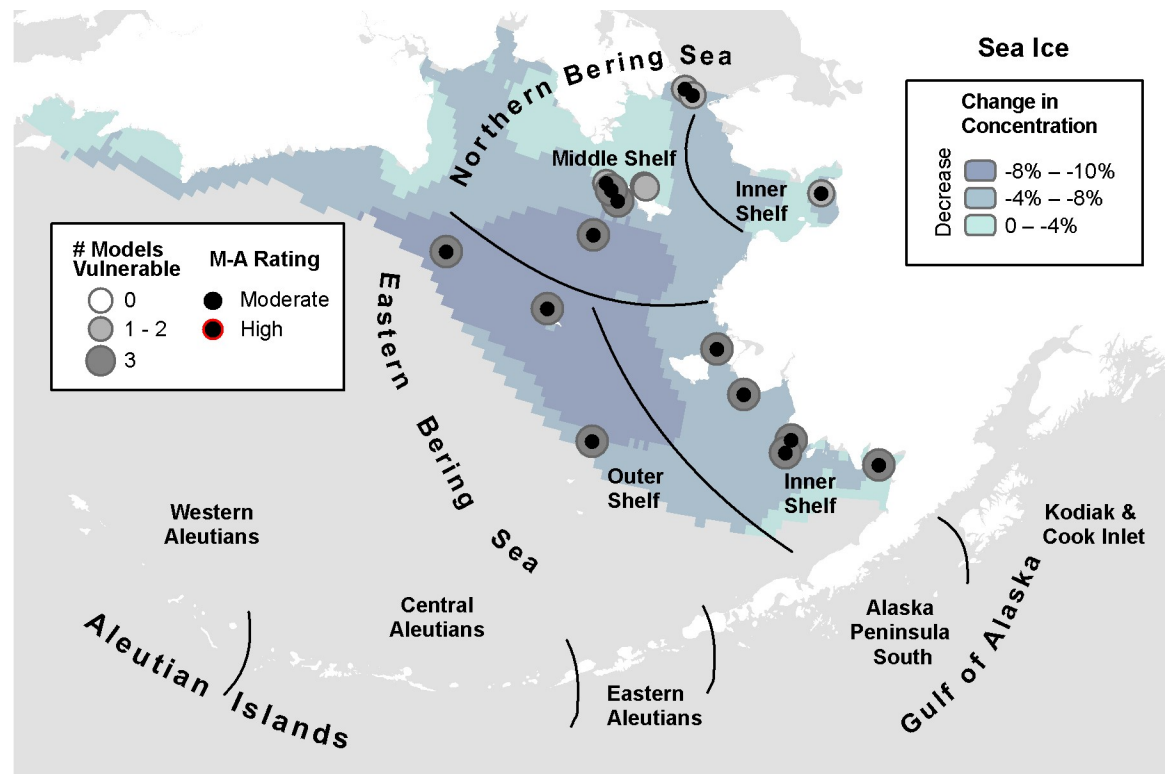 Sea Ice
Northern Bering Sea
Change in
Concentration
Decrease
-8% – -10%
-4% – -8%
0 – -4%
Middle Shelf
Inner
Shelf
# Models
Vulnerable
0
1 - 2
3
M-A Rating
Moderate
High
Eastern Bering Sea
Outer
Shelf
Inner
Shelf
Western
Aleutians
Kodiak &
Cook Inlet
Central
Aleutians
Alaska
Peninsula
South
Aleutian Islands
Eastern
Aleutians
Gulf of Alaska